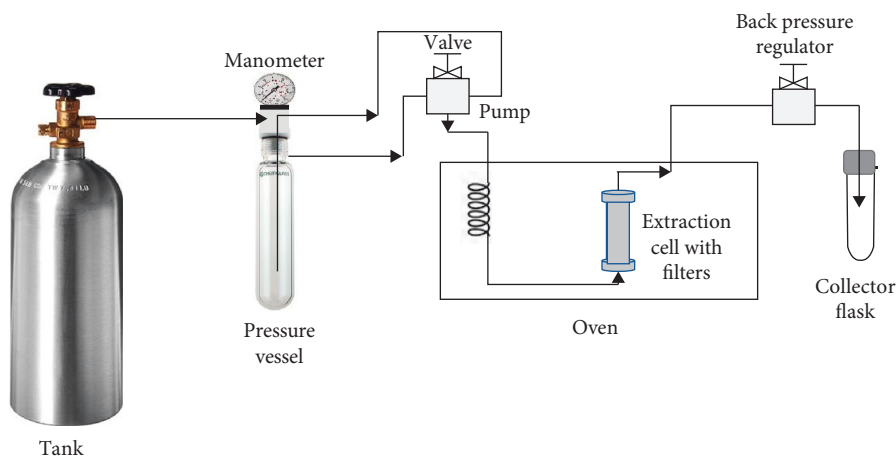 Back pressure
regulator
Valve
Manometer
Pump
Extraction
cell with
filters
Collector
flask
Pressure
vessel
Oven
Tank